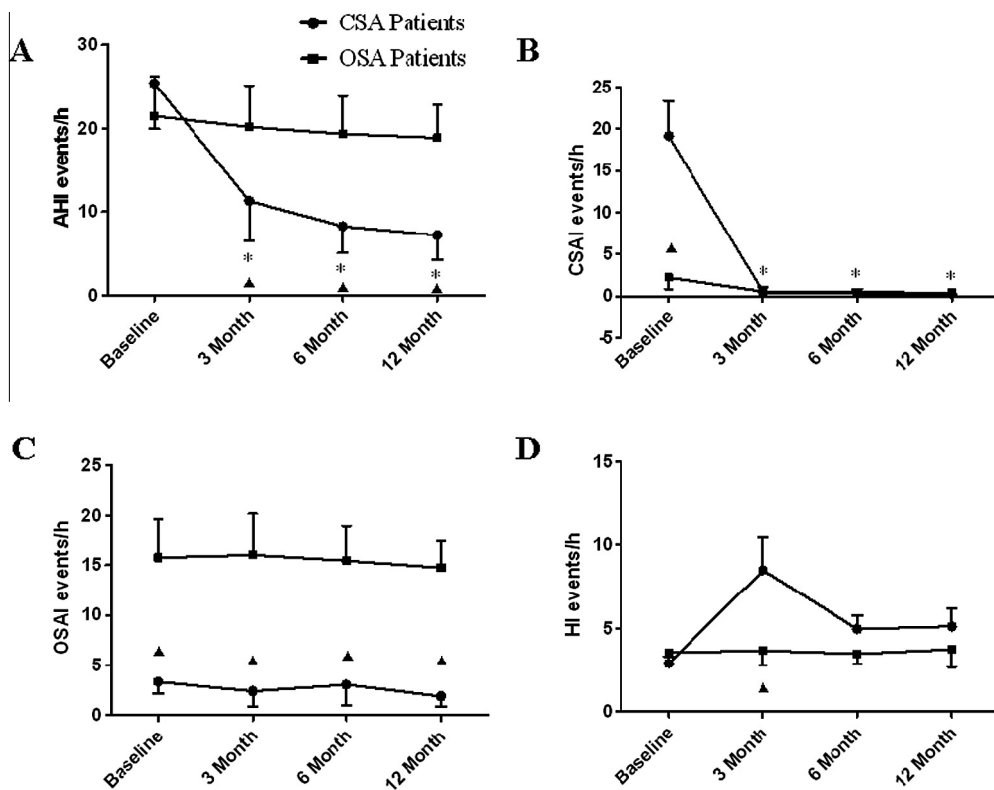 A
CSA Patients
OSA Patients
AHI events/h
30
20
10
0
Baseline
3 Month
6 Month
12 Month
*
*
*
B
CSAI events/h
25
20
15
10
5
0
-5
Baseline
3 Month
6 Month
12 Month
*
*
*
C
OSAI events/h
25
20
15
10
5
0
Baseline
3 Month
6 Month
12 Month
D
HI events/h
15
10
5
0
Baseline
3 Month
6 Month
12 Month